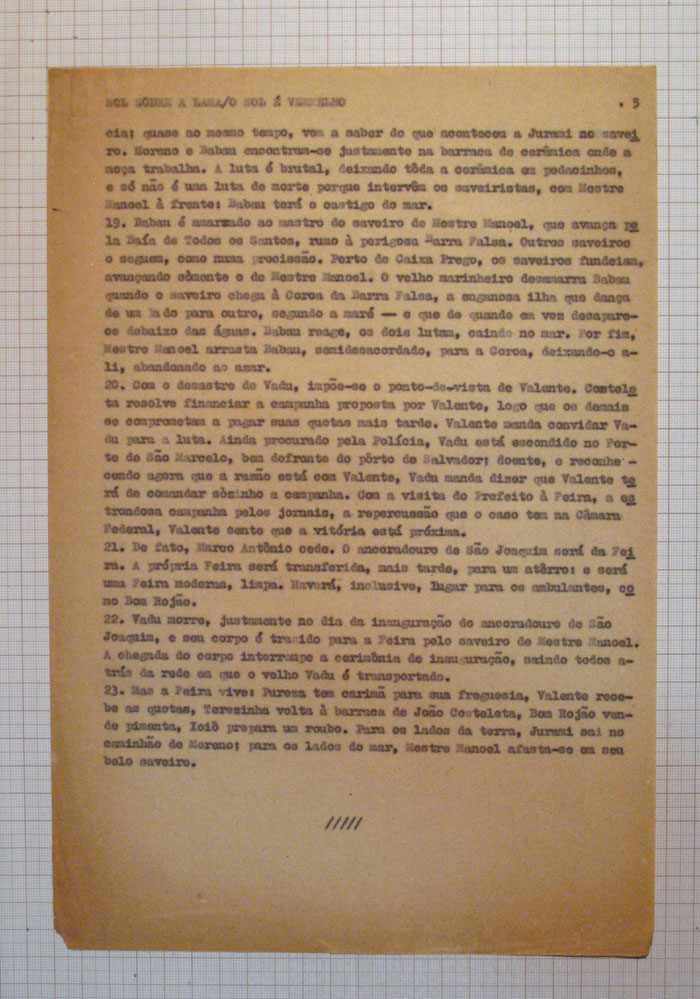 SOL SÔBRE A LAMA/O SOL É VERMELHO . 5
cia; quase ao mesmo tempo, vem a saber do que aconteceu a Jurami no savei
ro. Moreno e Babau encontram-se justamente na barraca de cerâmica onde a
moça trabalha. A luta é brutal, deixando tôda a cerâmica em pedacinhos,
e só não é uma luta de morte porque intervêm os saveiristas, com Mestre
Manoel à frente: Babau terá o castigo do mar.
19. Babau é amarzado ao mastro do saveiro de Mestre Manoel, que avança pe
la Baía de Todos os Santos, rumo à perigosa Barra Falsa. Outros saveiros
o seguem, como numa procissão. Perto de Caixa Prego, os saveiros fundeiam,
avançando sòmente o de Mestre Manoel. O velho marinheiro desamarra Babau
quando o saveiro chega à Coroa da Barra Falsa, a enganosa ilha que dança
de um lado para outro, segundo a maré — e que de quando em vez desapare-
ce debaixo das águas. Babau reage, os dois lutam, caindo no mar. Por fim,
Mestre Manoel arrasta Babau, semidesacordado, para a Coroa, deixando-o a-
li, abandonado ao azar.
20. Com o desastre de Vadu, impõe-se o ponto-de-vista de Valente. Costele
ta resolve financiar a campanha proposta por Valente, logo que os demais
se comprometam a pagar suas quotas mais tarde. Valente manda convidar Va-
du para a luta. Ainda procurado pela Polícia, Vadu está escondido no For-
te de São Marcelo, bem defronte do pôrto de Salvador; doente, e reconhe-
cendo agora que a razão está com Valente, Vadu manda dizer que Valente te
rá de comandar sòzinho a campanha. Com a visita do Prefeito à Feira, a es
trondosa campanha pelos jornais, a repercussão que o caso tem na Câmara
Federal, Valente sente que a vitória está próxima.
21. De fato, Marco Antônio cede. O ancoradouro de São Joaquim será da Fei
ra. A própria Feira será transferida, mais tarde, para um atêrro: e será
uma Feira moderna, limpa. Haverá, inclusive, lugar para os ambulantes, co
mo Bom Rojão.
22. Vadu morre, justamente no dia da inauguração do ancoradouro de São
Joaquim, e seu corpo é trazido para a Feira pelo saveiro de Mestre Manoel.
A chegada do corpo interrompe a cerimônia de inauguração, saindo todos a-
trás da rede em que o velho Vadu é transportado.
23. Mas a Feira vive: Pureza tem carimã para sua freguesia, Valente rece-
be as quotas, Terezinha volta à barraca de João Costeleta, Bom Rojão ven-
de pimenta, Ioiô prepara um roubo. Para os lados da terra, Jurami sai no
caminhão de Moreno; para os lados do mar, Mestre Manoel afasta-se em seu
belo saveiro.
/////